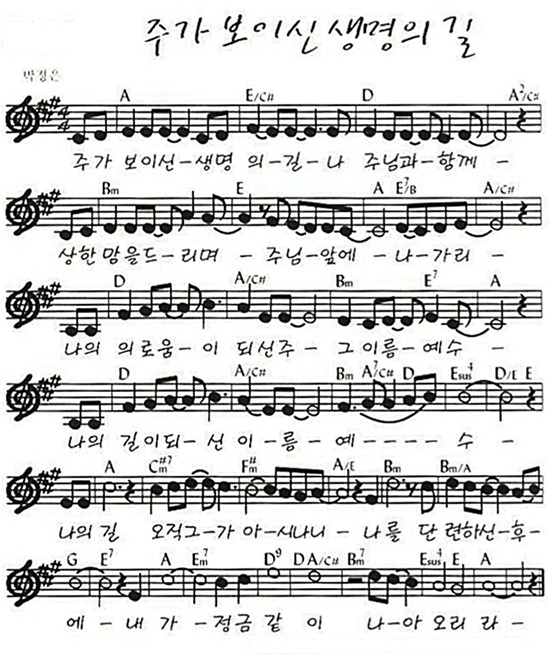 주가 보이신 생명의 길
박정은
4/4
A E/C# D A²/C#
주가 보이신-생명 의-길-나 주님과-함께 -
Bm E A E⁷/B A/C#
상한 맘을드-리며 - 주님-앞에 -나-가리 -
D A/C# Bm E⁷ A
나의 의로움-이 되신주- 그이름-예수 -
D A/C# Bm A⁷/C# D Esus⁴ D/E E
나의 길이되-신 이-름-예---- 수 -
A C#m⁷ F#m A/E Bm Bm/A
나의 길 오직그-가 아-시나니 - 나를 단 련하신-후-
G E⁷ A Em⁷ D⁹ D A/C# Bm⁷ Esus⁴ E A
에-내 가 -정금 같 이 나-아 오리 라-